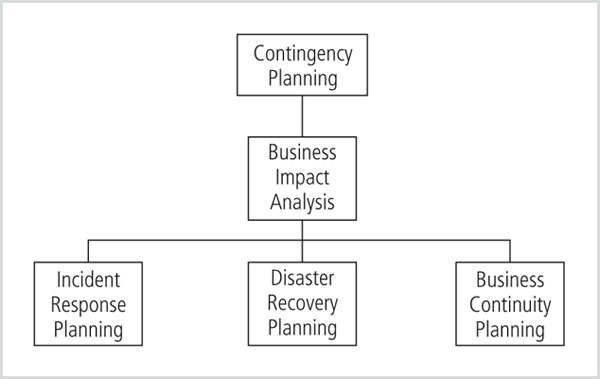 Contingency
Planning
Business
Impact
Analysis
Incident
Response
Planning
Disaster
Recovery
Planning
Business
Continuity
Planning